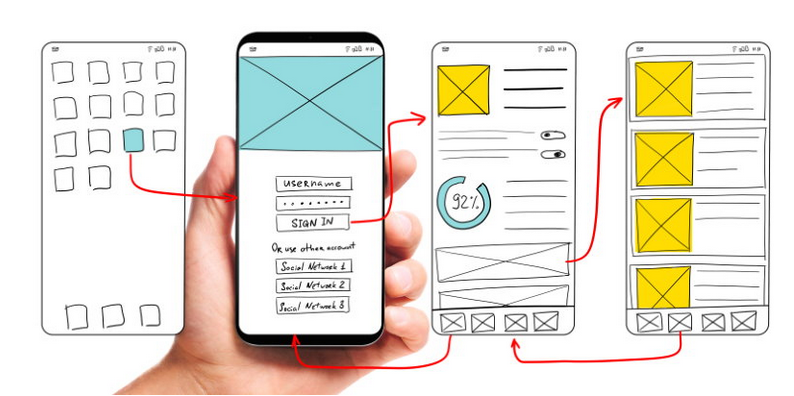 username
SIGN IN
Or use other account
Social Network 1
Social Network 2
Social Network 3
92%